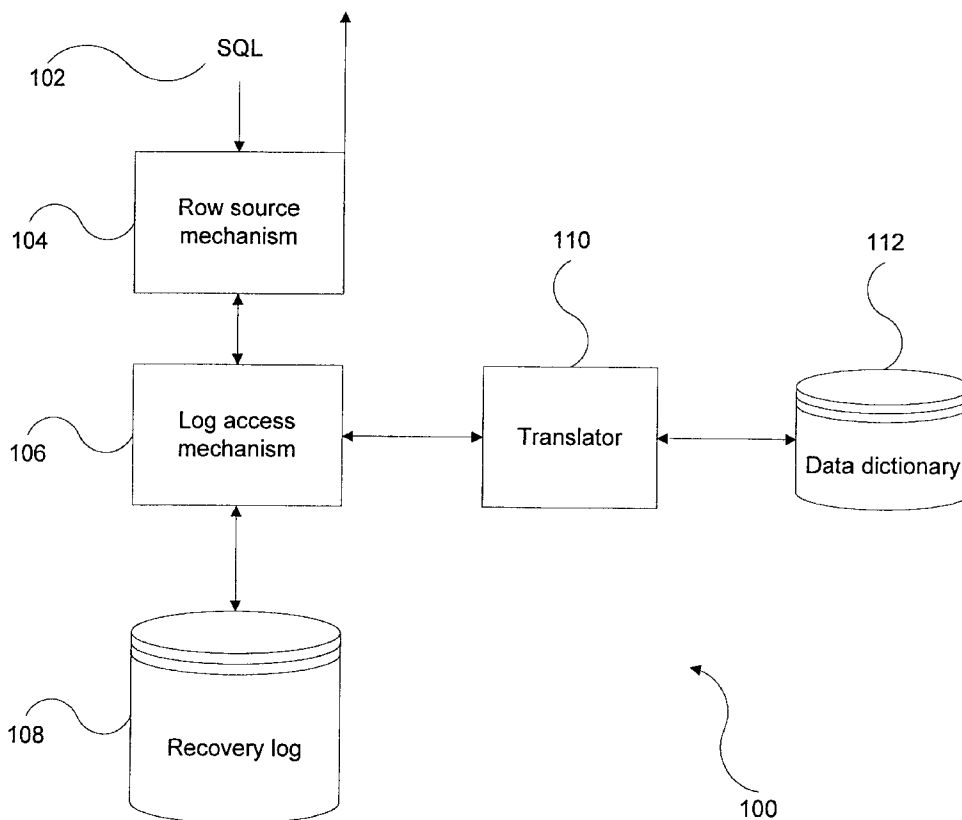 SQL
102
Row source
mechanism
104
110
112
Log access
mechanism
106
Translator
Data dictionary
108
Recovery log
100